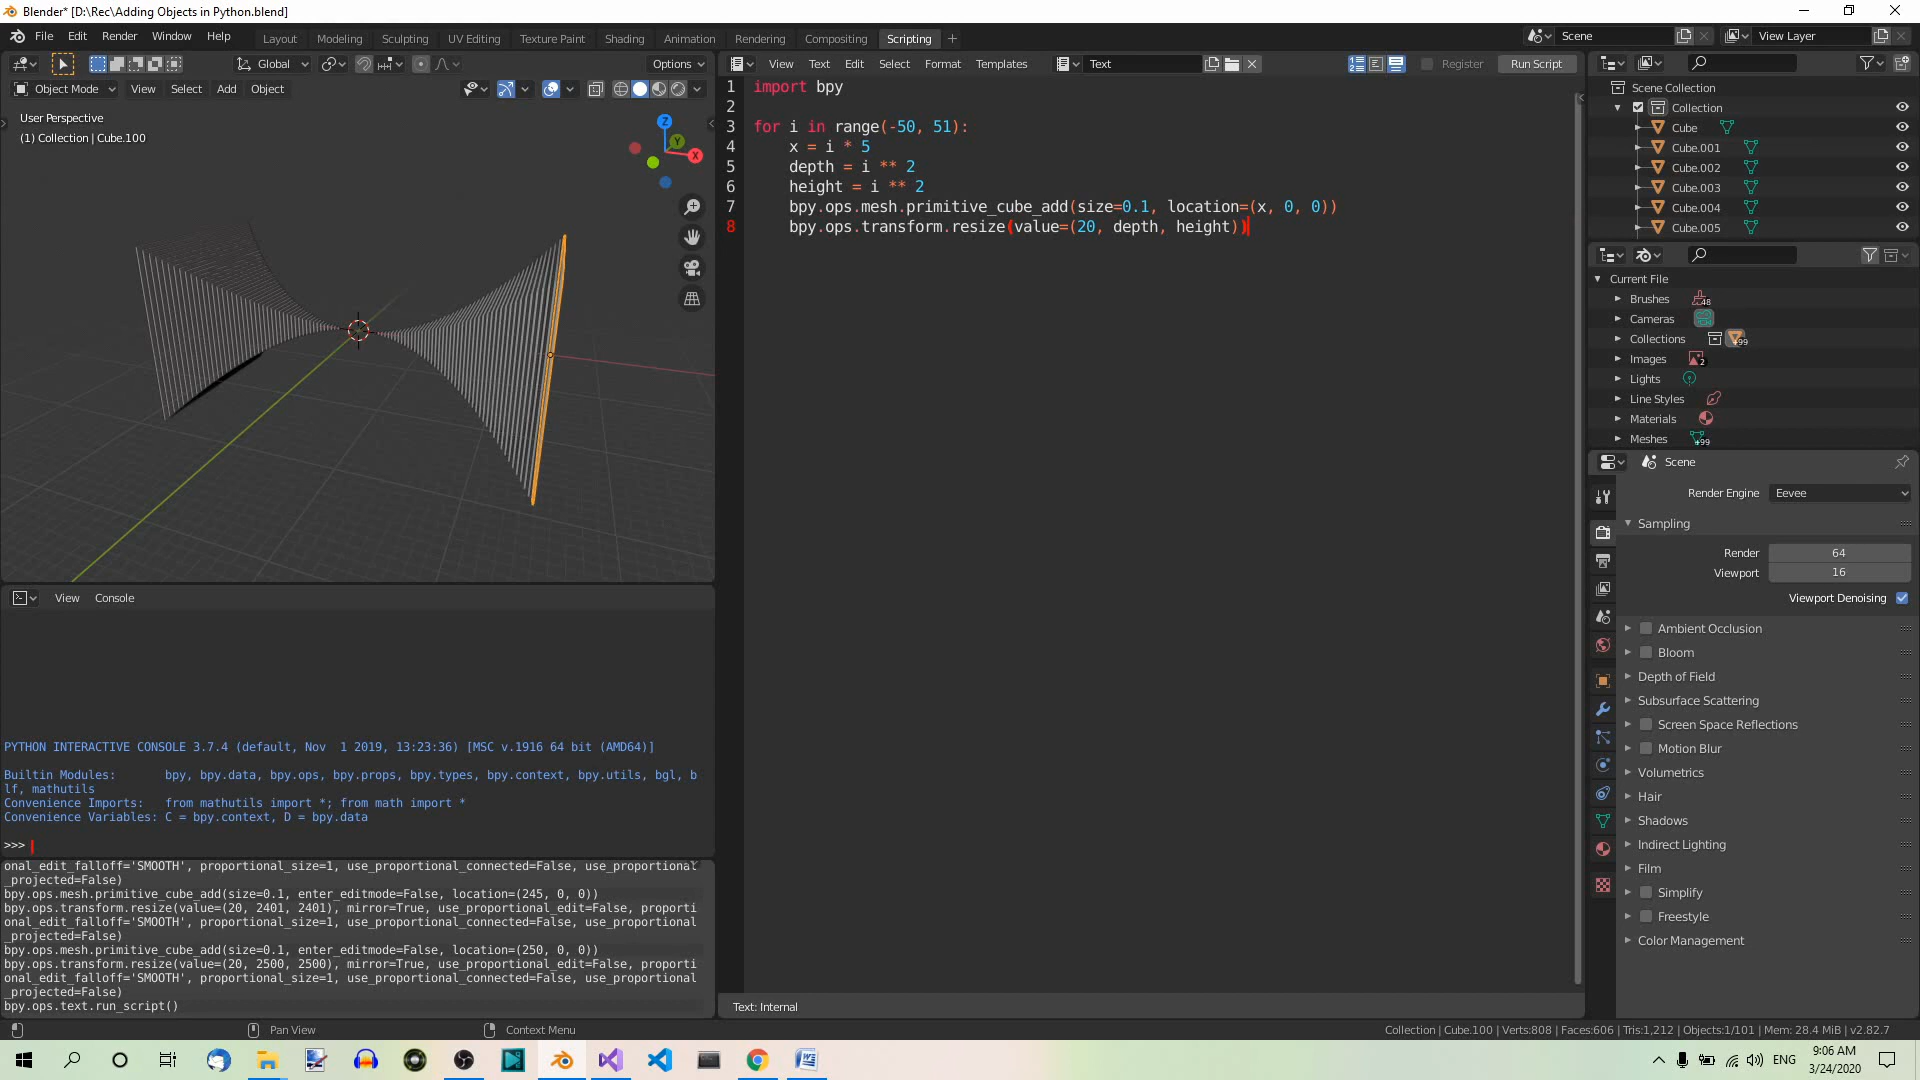 Blender* [D:\Rec\Adding Objects in Python.blend]
File Edit Render Window Help Layout Modeling Sculpting UV Editing Texture Paint Shading Animation Rendering Compositing Scripting + Scene View Layer
Global Options
Object Mode View Select Add Object
User Perspective
(1) Collection | Cube.100
Z
Y
X
View Text Edit Select Format Templates Text Register Run Script
1 import bpy
2
3 for i in range(-50, 51):
4 x = i * 5
5 depth = i ** 2
6 height = i ** 2
7 bpy.ops.mesh.primitive_cube_add(size=0.1, location=(x, 0, 0))
8 bpy.ops.transform.resize(value=(20, depth, height))
Text: Internal
View Console
PYTHON INTERACTIVE CONSOLE 3.7.4 (default, Nov  1 2019, 13:23:36) [MSC v.1916 64 bit (AMD64)]
Builtin Modules: bpy, bpy.data, bpy.ops, bpy.props, bpy.types, bpy.context, bpy.utils, bgl, b
lf, mathutils
Convenience Imports: from mathutils import *; from math import *
Convenience Variables: C = bpy.context, D = bpy.data
>>>
onal_edit_falloff='SMOOTH', proportional_size=1, use_proportional_connected=False, use_proportional
_projected=False)
bpy.ops.mesh.primitive_cube_add(size=0.1, enter_editmode=False, location=(245, 0, 0))
bpy.ops.transform.resize(value=(20, 2401, 2401), mirror=True, use_proportional_edit=False, proporti
onal_edit_falloff='SMOOTH', proportional_size=1, use_proportional_connected=False, use_proportional
_projected=False)
bpy.ops.mesh.primitive_cube_add(size=0.1, enter_editmode=False, location=(250, 0, 0))
bpy.ops.transform.resize(value=(20, 2500, 2500), mirror=True, use_proportional_edit=False, proporti
onal_edit_falloff='SMOOTH', proportional_size=1, use_proportional_connected=False, use_proportional
_projected=False)
bpy.ops.text.run_script()
Scene Collection
Collection
Cube
Cube.001
Cube.002
Cube.003
Cube.004
Cube.005
Current File
Brushes 48
Cameras
Collections +99
Images 2
Lights
Line Styles
Materials
Meshes +99
Scene
Render Engine Eevee
Sampling
Render 64
Viewport 16
Viewport Denoising
Ambient Occlusion
Bloom
Depth of Field
Subsurface Scattering
Screen Space Reflections
Motion Blur
Volumetrics
Hair
Shadows
Indirect Lighting
Film
Simplify
Freestyle
Color Management
Pan View Context Menu Collection | Cube.100 | Verts:808 | Faces:606 | Tris:1,212 | Objects:1/101 | Mem: 28.4 MiB | v2.82.7
ENG 9:06 AM
3/24/2020